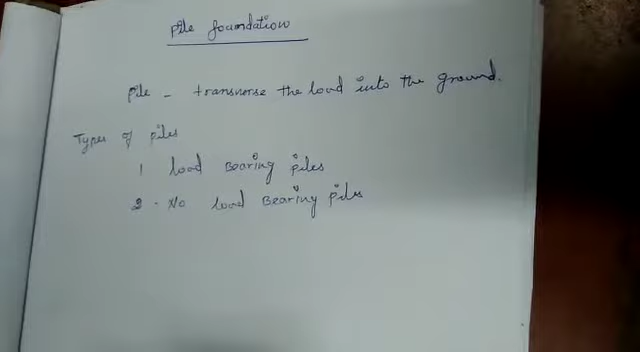 Pile foundation
Pile - transverse the load into the ground.
Types of piles
1 load Bearing piles
2 - No load Bearing piles